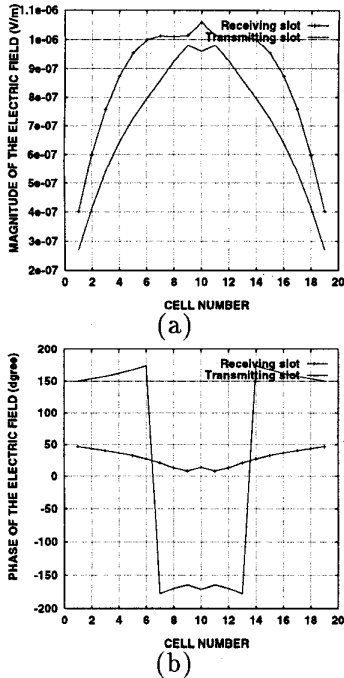 1.1e-06
1e-06
9e-07
8e-07
7e-07
6e-07
5e-07
4e-07
3e-07
2e-07
MAGNITUDE OF THE ELECTRIC FIELD (V/m)
Receiving slot
Transmitting slot
0 2 4 6 8 10 12 14 16 18 20
CELL NUMBER
(a)
200
150
100
50
0
-50
-100
-150
-200
PHASE OF THE ELECTRIC FIELD (dgree)
Receiving slot
Transmitting slot
0 2 4 6 8 10 12 14 16 18 20
CELL NUMBER
(b)